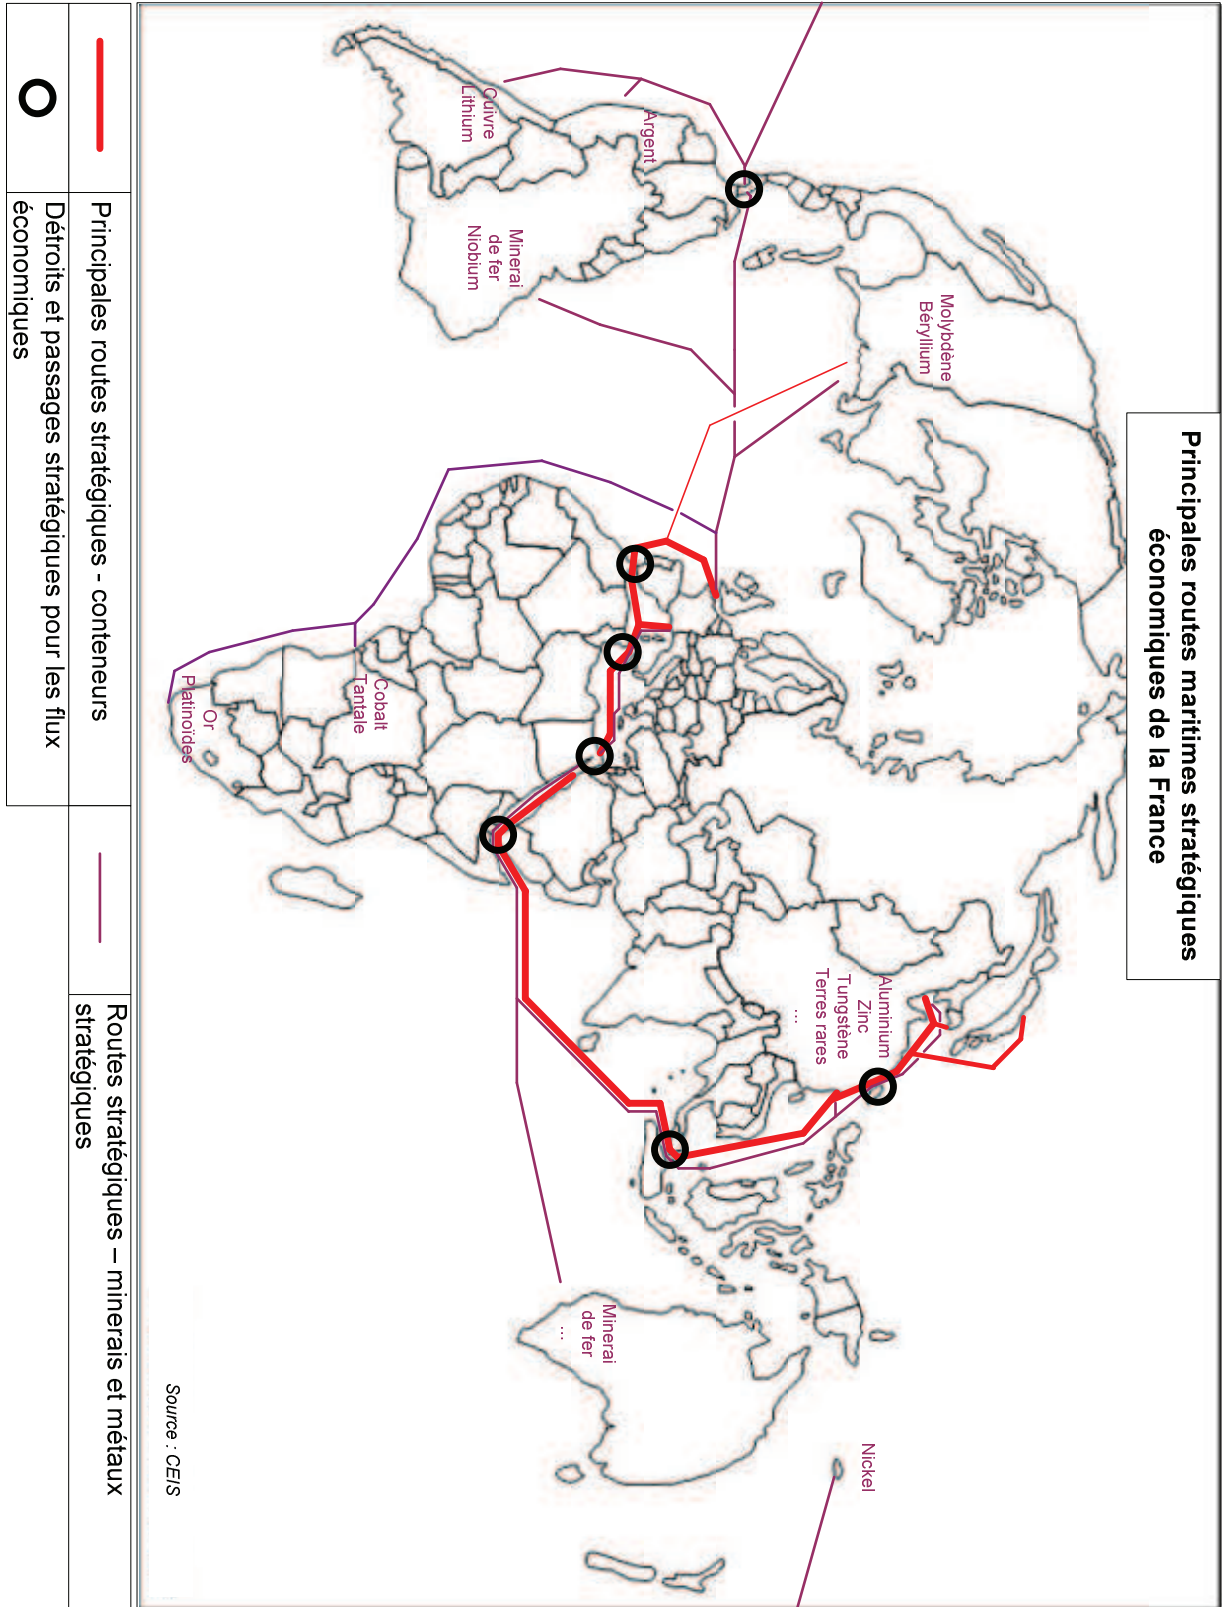 Principales routes maritimes stratégiques
économiques de la France
Molybdène
Béryllium
Argent
Cuivre
Lithium
Minerai
de fer
Niobium
Cobalt
Tantale
Or
Platinoïdes
Aluminium
Zinc
Tungstène
Terres rares
...
Minerai
de fer
...
Nickel
Source : CEIS
Principales routes stratégiques - conteneurs
Routes stratégiques – minerais et métaux
stratégiques
Détroits et passages stratégiques pour les flux
économiques